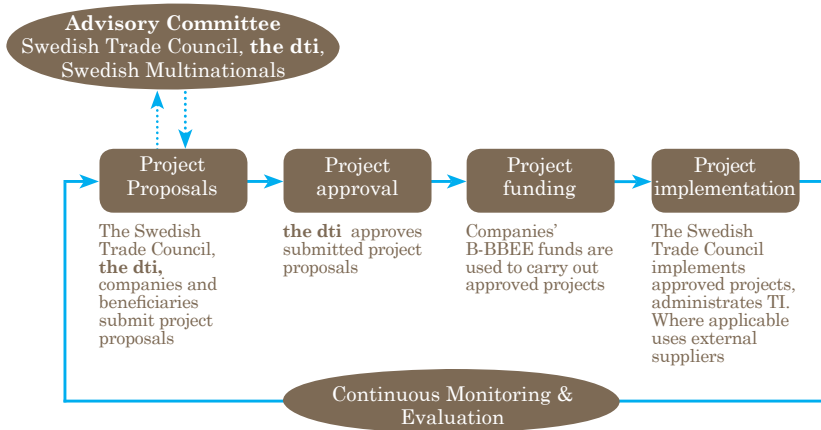 Advisory Committee
Swedish Trade Council, the dti,
Swedish Multinationals
Project
Proposals
The Swedish
Trade Council,
the dti,
companies and
beneficiaries
submit project
proposals
Project
approval
the dti approves
submitted project
proposals
Project
funding
Companies’
B-BBEE funds are
used to carry out
approved projects
Project
implementation
The Swedish
Trade Council
implements
approved projects,
administrates TI.
Where applicable
uses external
suppliers
Continuous Monitoring &
Evaluation